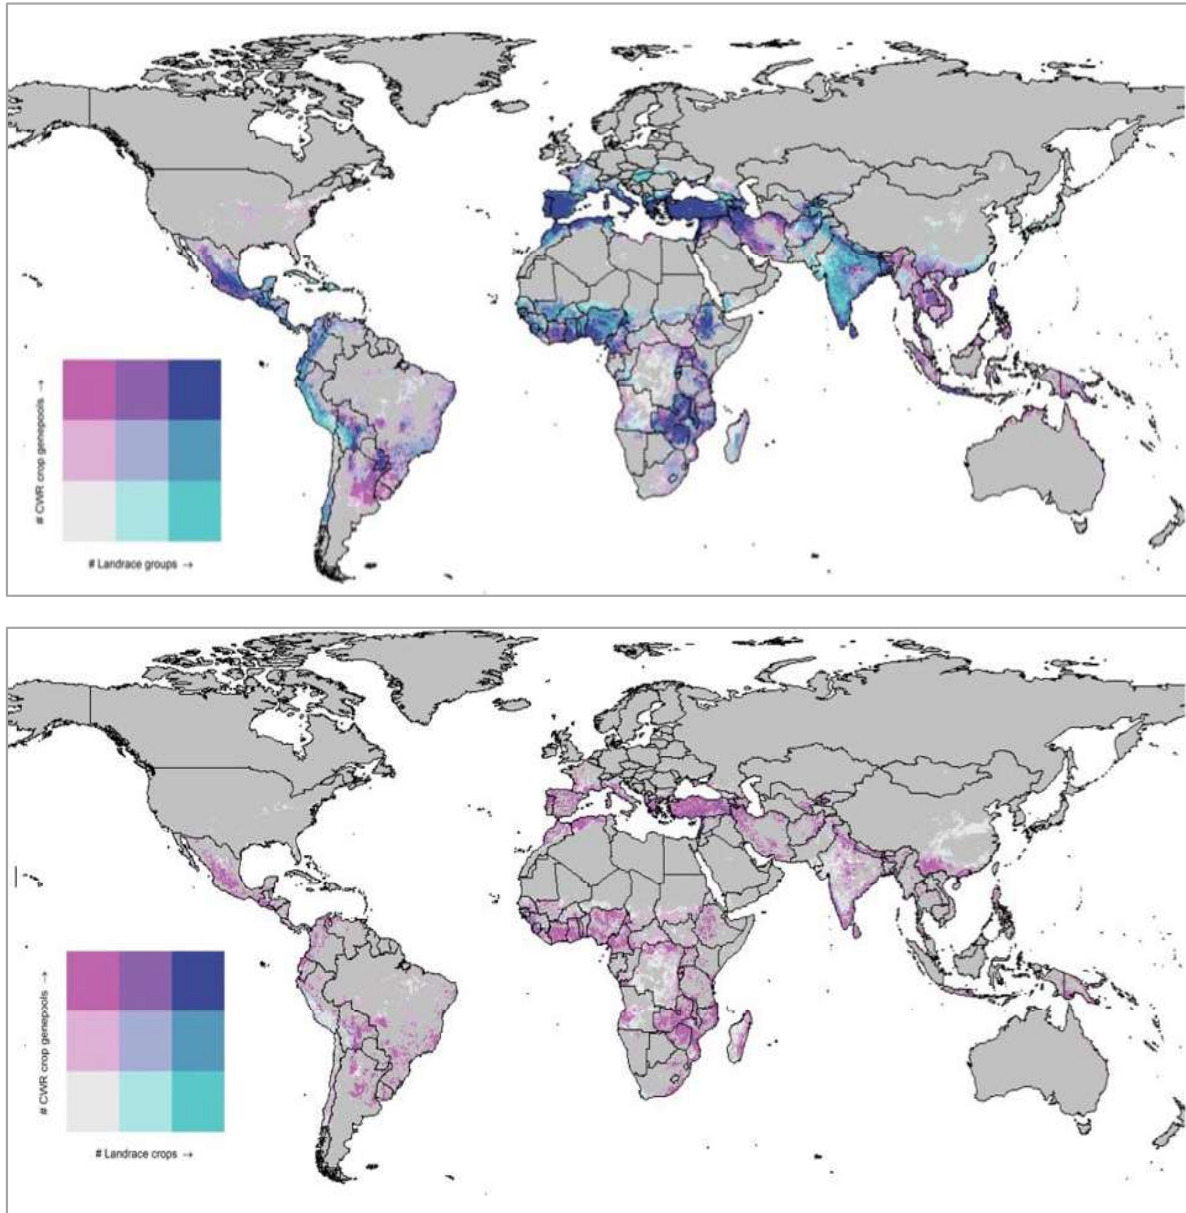 # CWR crop genepools →
# Landrace groups →
# CWR crop genepools →
# Landrace crops →